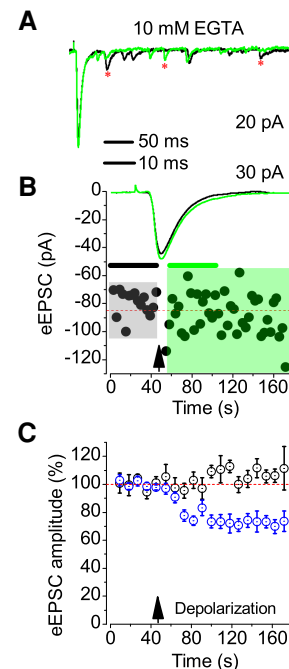 A
10 mM EGTA
*
*
*
20 pA
50 ms
10 ms
30 pA
B
0
-20
-40
-60
-80
-100
-120
eEPSC (pA)
0 40 80 120 160
Time (s)
C
120
100
80
60
40
20
0
eEPSC amplitude (%)
Depolarization
0 40 80 120 160
Time (s)